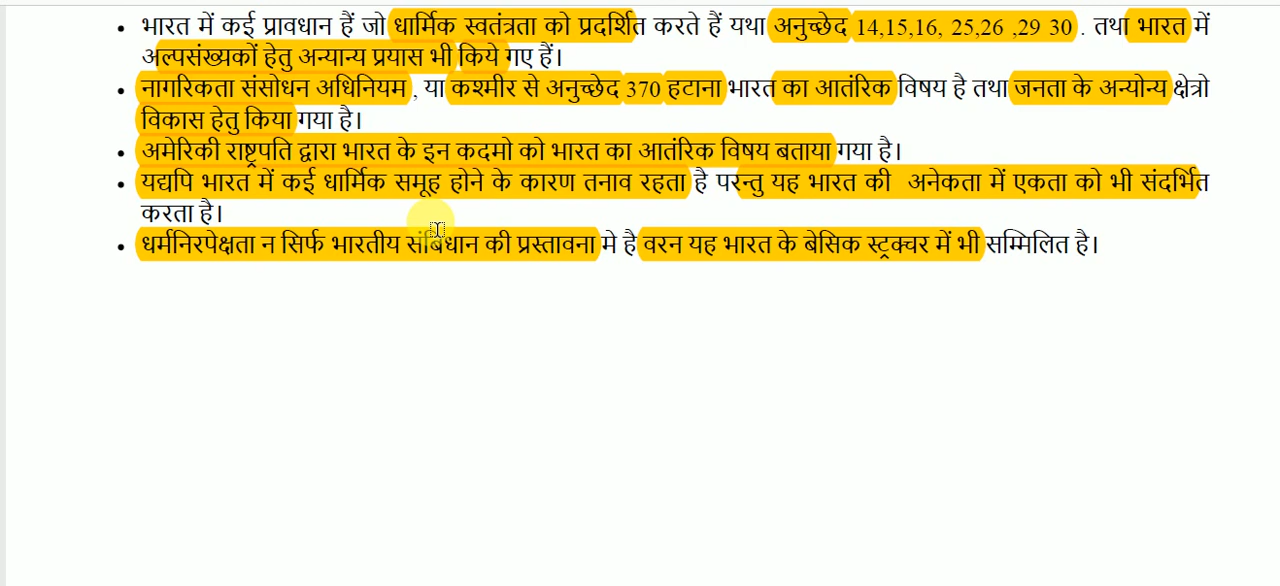 • भारत में कई प्रावधान हैं जो धार्मिक स्वतंत्रता को प्रदर्शित करते हैं यथा अनुच्छेद 14,15,16, 25,26 ,29 30 . तथा भारत में
अल्पसंख्यकों हेतु अन्यान्य प्रयास भी किये गए हैं।
• नागरिकता संसोधन अधिनियम , या कश्मीर से अनुच्छेद 370 हटाना भारत का आतंरिक विषय है तथा जनता के अन्योन्य क्षेत्रो
विकास हेतु किया गया है।
• अमेरिकी राष्ट्रपति द्वारा भारत के इन कदमो को भारत का आतंरिक विषय बताया गया है।
• यद्यपि भारत में कई धार्मिक समूह होने के कारण तनाव रहता है परन्तु यह भारत की अनेकता में एकता को भी संदर्भित
करता है।
• धर्मनिरपेक्षता न सिर्फ भारतीय संबिधान की प्रस्तावना मे है वरन यह भारत के बेसिक स्ट्रक्चर में भी सम्मिलित है।